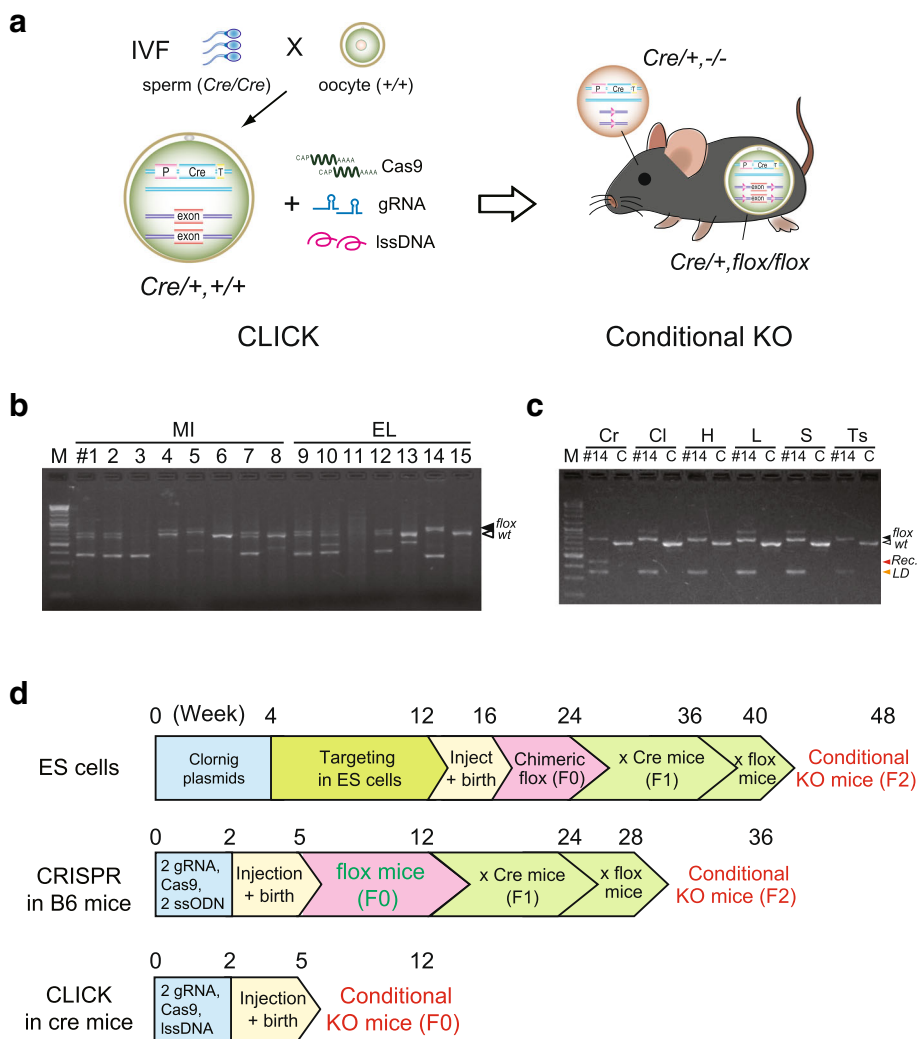 a
IVF
X
sperm (Cre/Cre)
oocyte (+/+)
P Cre T
exon
exon
Cre/+,+/+
+
CAP AAAA
CAP AAAA
Cas9
gRNA
lssDNA
Cre/+,-/-
P Cre T
P Cre T
exon
exon
Cre/+,flox/flox
CLICK
Conditional KO
b
MI
EL
M #1 2 3 4 5 6 7 8 9 10 11 12 13 14 15
flox
wt
c
Cr Cl H L S Ts
M #14 C #14 C #14 C #14 C #14 C #14 C
flox
wt
Rec.
LD
d
0 (Week) 4 12 16 24 36 40 48
ES cells
Clornig
plasmids
Targeting
in ES cells
Inject
+ birth
Chimeric
flox (F0)
x Cre mice
(F1)
x flox
mice
Conditional
KO mice (F2)
0 2 5 12 24 28 36
CRISPR
in B6 mice
2 gRNA,
Cas9,
2 ssODN
Injection
+ birth
flox mice
(F0)
x Cre mice
(F1)
x flox
mice
Conditional
KO mice (F2)
0 2 5 12
CLICK
in cre mice
2 gRNA,
Cas9,
lssDNA
Injection
+ birth
Conditional
KO mice (F0)